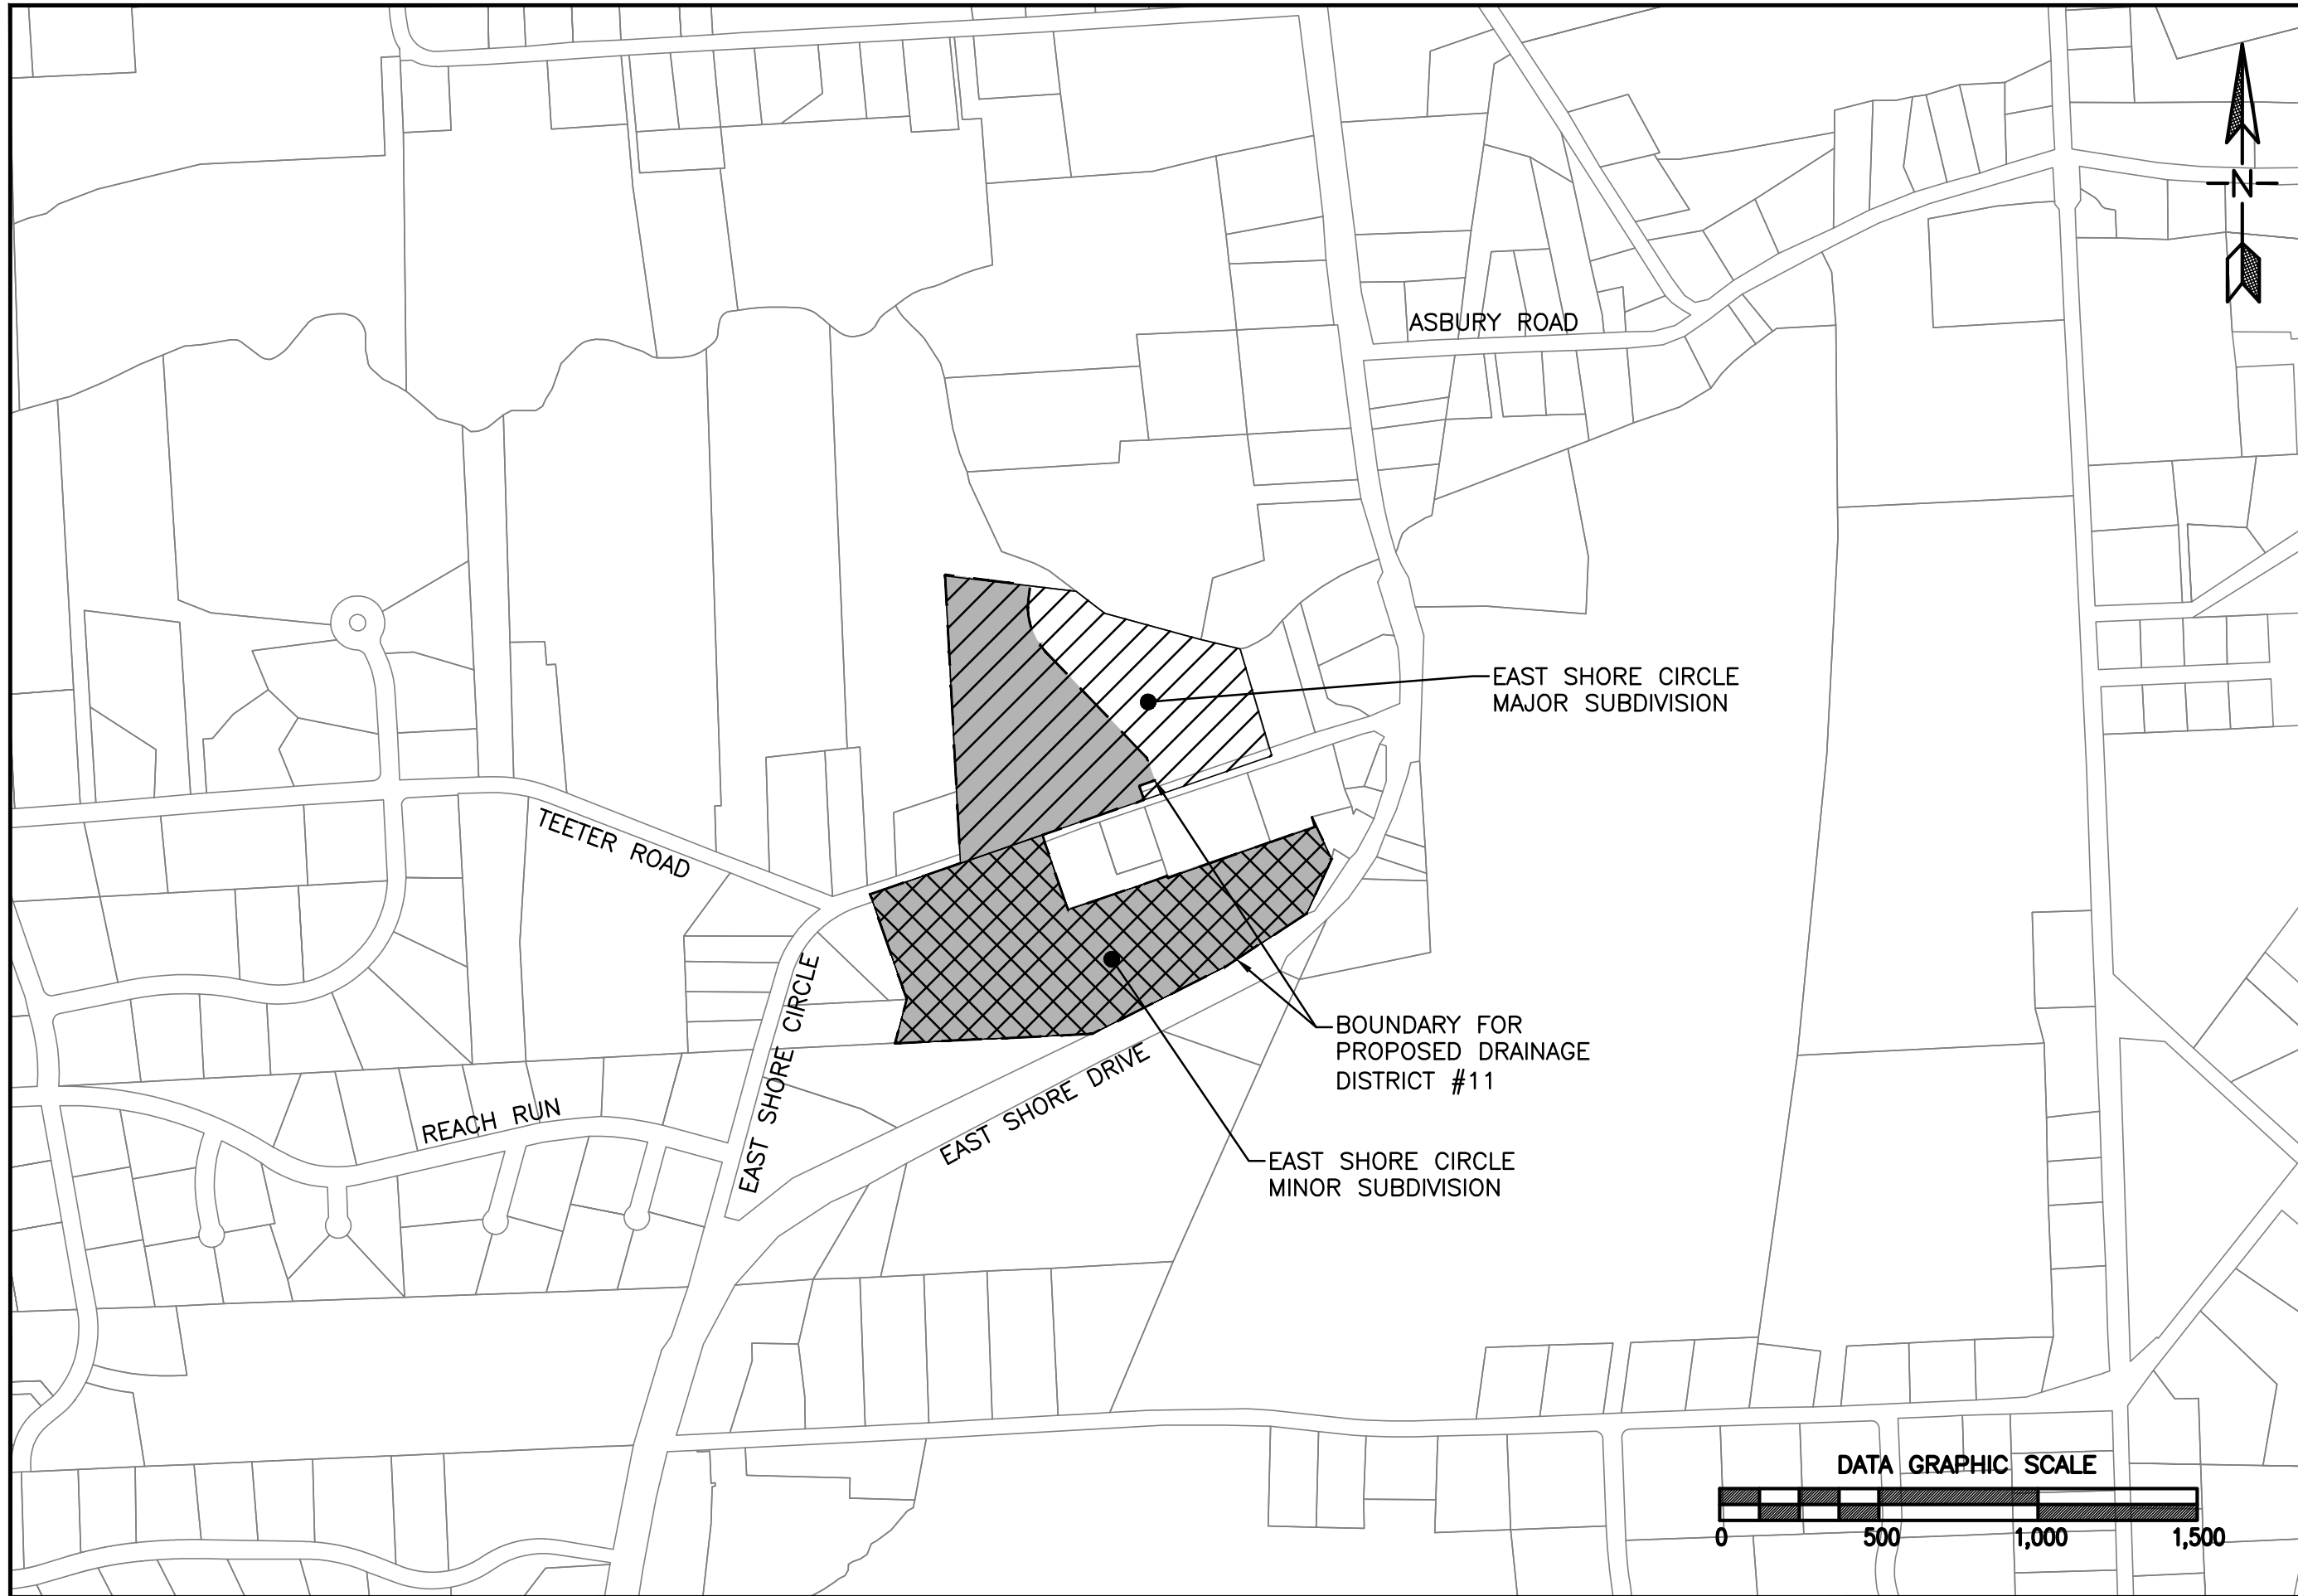 N
ASBURY ROAD
EAST SHORE CIRCLE
MAJOR SUBDIVISION
TEETER ROAD
EAST SHORE CIRCLE
BOUNDARY FOR
PROPOSED DRAINAGE
DISTRICT #11
EAST SHORE DRIVE
REACH RUN
EAST SHORE CIRCLE
MINOR SUBDIVISION
DATA GRAPHIC SCALE
0 500 1,000 1,500